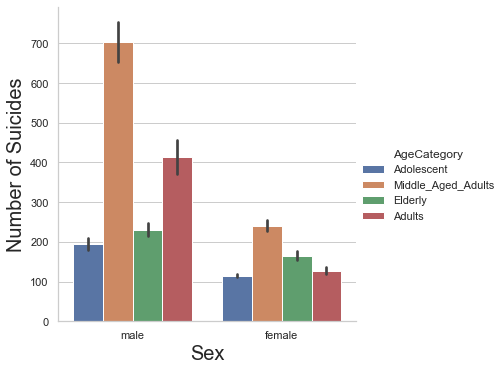 700
600
500
400
300
200
100
0
Number of Suicides
male
female
Sex
AgeCategory
Adolescent
Middle_Aged_Adults
Elderly
Adults